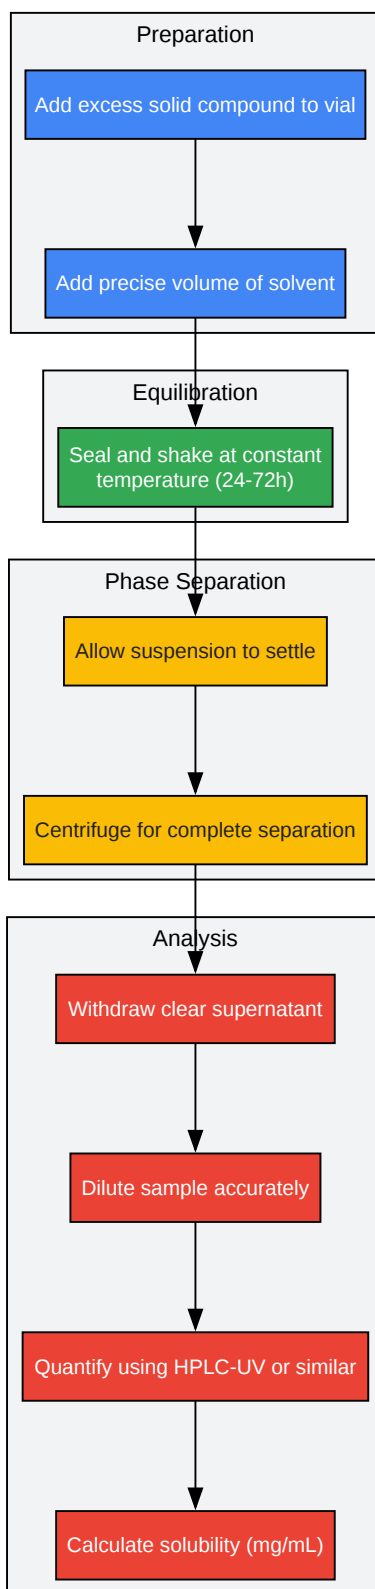 Preparation
Add excess solid compound to vial
Add precise volume of solvent
Equilibration
Seal and shake at constant
temperature (24-72h)
Phase Separation
Allow suspension to settle
Centrifuge for complete separation
Analysis
Withdraw clear supernatant
Dilute sample accurately
Quantify using HPLC-UV or similar
Calculate solubility (mg/mL)